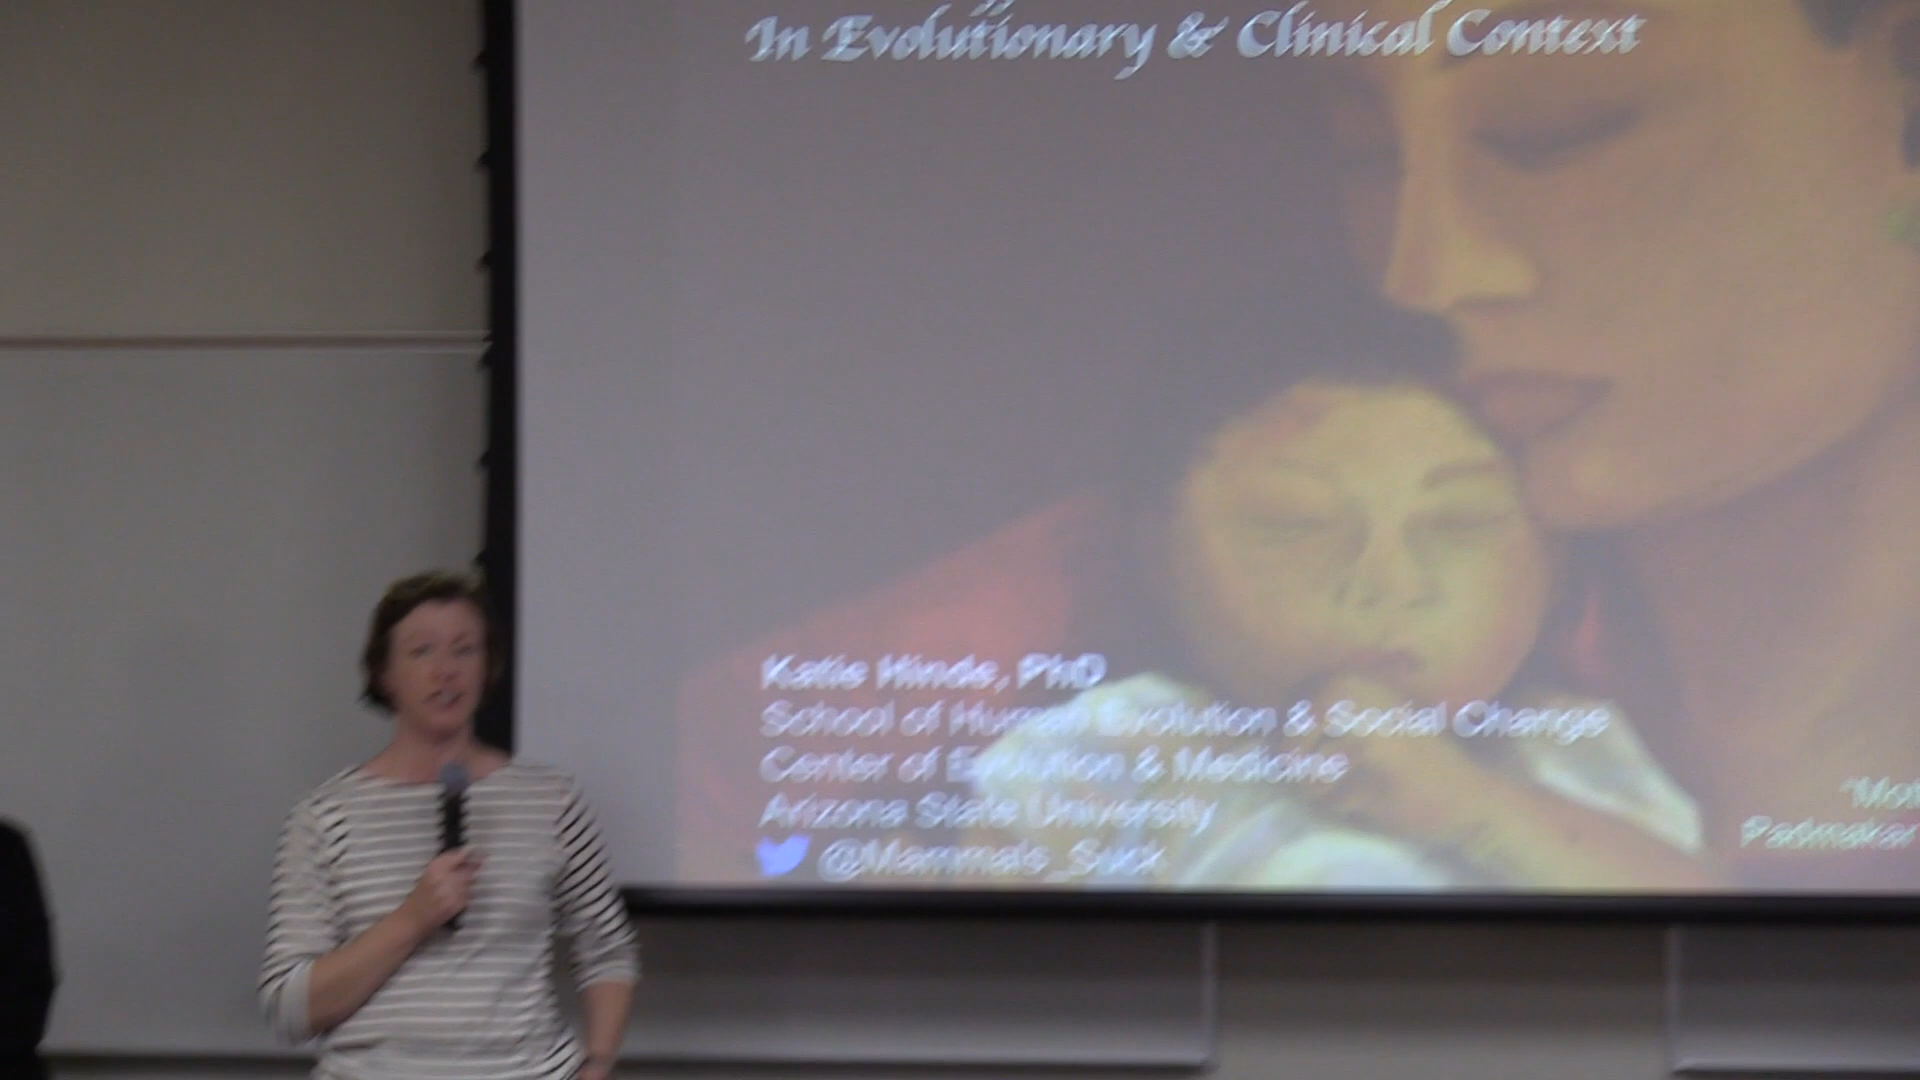 In Evolutionary & Clinical Context
Katie Hinde, PhD
School of Human Evolution & Social Change
Center of Evolution & Medicine
Arizona State University
@Mammals_Suck
Padmakar